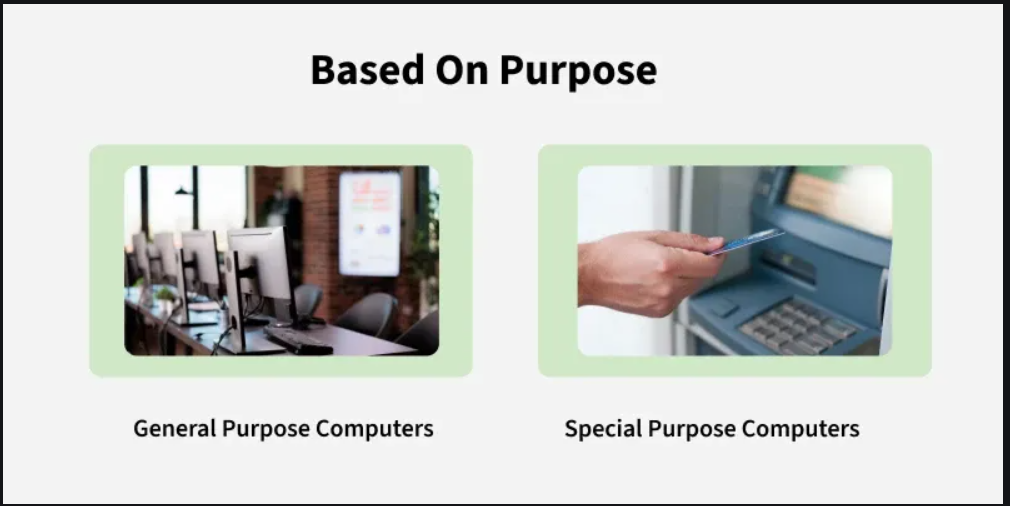 Based On Purpose
General Purpose Computers
Special Purpose Computers